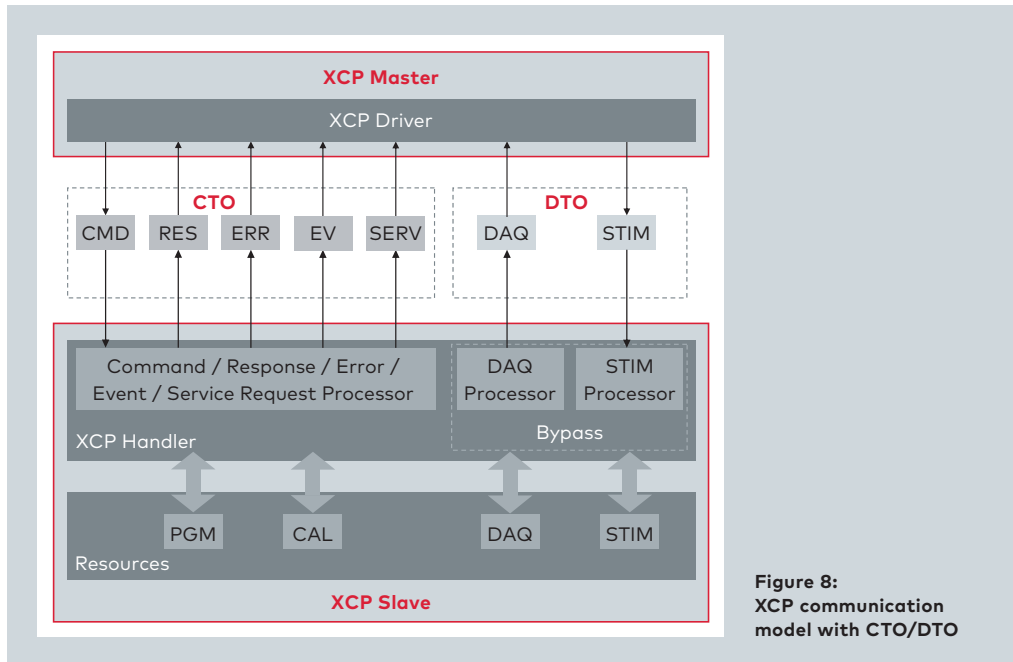 XCP Master
XCP Driver
CTO
DTO
CMD
RES
ERR
EV
SERV
DAQ
STIM
Command / Response / Error /
Event / Service Request Processor
DAQ
Processor
STIM
Processor
Bypass
XCP Handler
PGM
CAL
DAQ
STIM
Resources
XCP Slave
Figure 8:
XCP communication
model with CTO/DTO